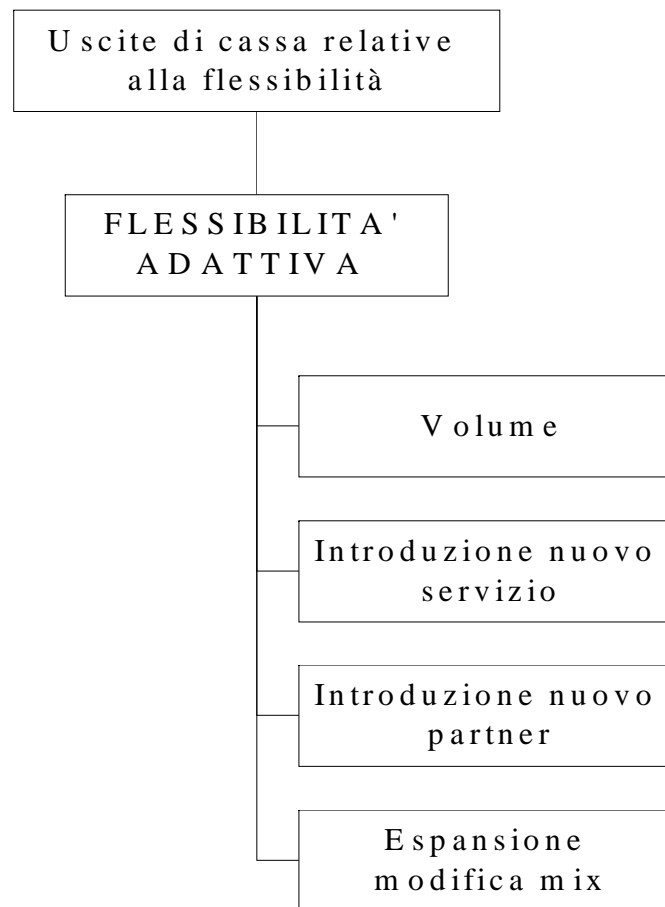 Uscite di cassa relative
alla flessibilità
FLESSIBILITA'
ADATTIVA
Volume
Introduzione nuovo
servizio
Introduzione nuovo
partner
Espansione
modifica mix